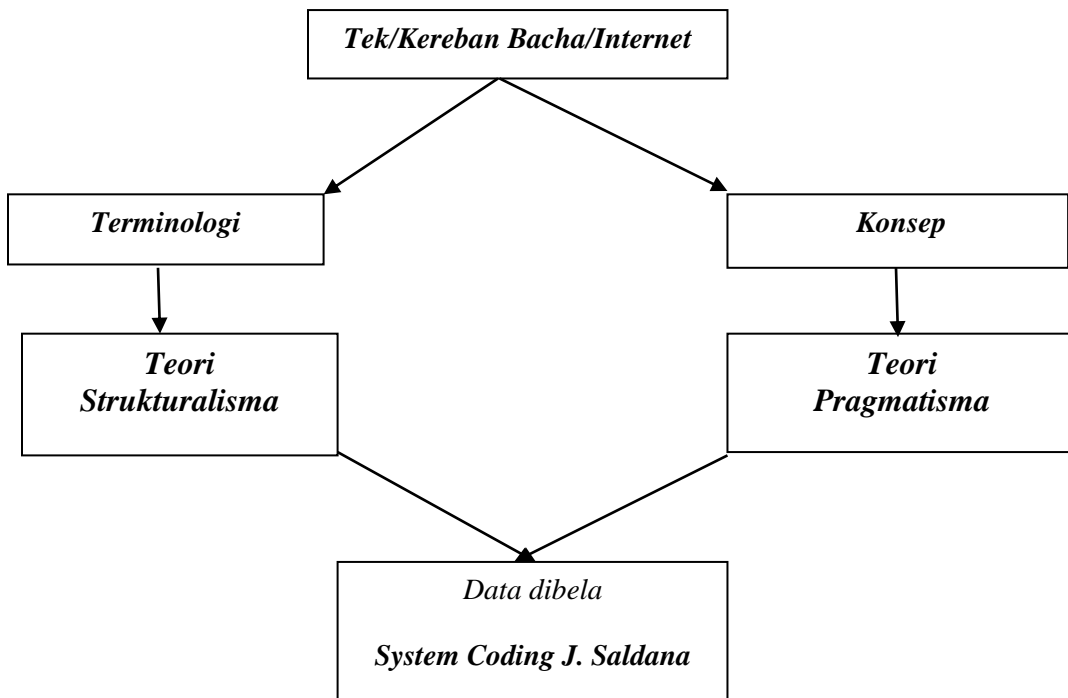 Tek/Kereban Bacha/Internet
Terminologi
Konsep
Teori
Strukturalisma
Teori
Pragmatisma
Data dibela
System Coding J. Saldana